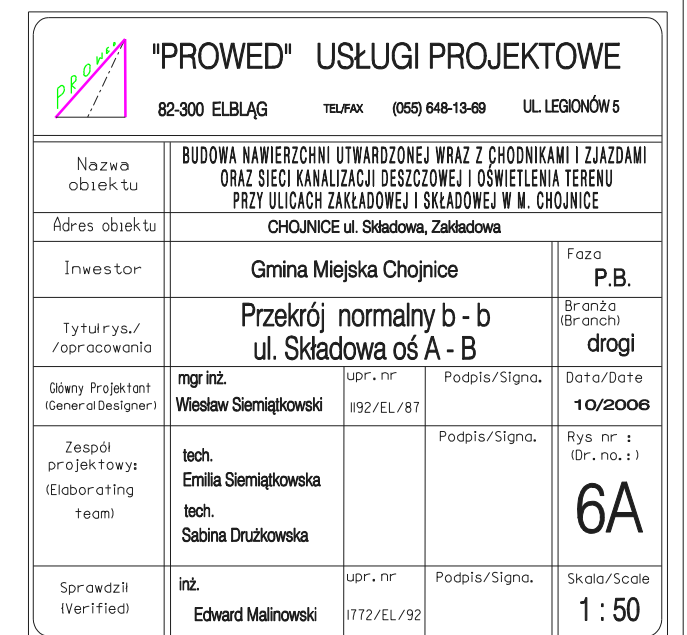 PROWED
"PROWED" USŁUGI PROJEKTOWE
82-300 ELBLĄG TEL/FAX (055) 648-13-69 UL. LEGIONÓW 5
Nazwa
obiektu
BUDOWA NAWIERZCHNI UTWARDZONEJ WRAZ Z CHODNIKAMI I ZJAZDAMI
ORAZ SIECI KANALIZACJI DESZCZOWEJ I OŚWIETLENIA TERENU
PRZY ULICACH ZAKŁADOWEJ I SKŁADOWEJ W M. CHOJNICE
Adres obiektu
CHOJNICE ul. Składowa, Zakładowa
Inwestor
Gmina Miejska Chojnice
Faza
P.B.
Tytułrys./
/opracowania
Przekrój normalny b - b
ul. Składowa oś A - B
Branża
(Branch)
drogi
Główny Projektant
(General Designer)
mgr inż.
Wiesław Siemiątkowski
upr. nr
1192/EL/87
Podpis/Signa.
Data/Date
10/2006
Zespół
projektowy:
(Elaborating
team)
tech.
Emilia Siemiątkowska
tech.
Sabina Drużkowska
Podpis/Signa.
Rys nr :
(Dr. no.:)
6A
Sprawdził
(Verified)
inż.
Edward Malinowski
upr. nr
1772/EL/92
Podpis/Signa.
Skala/Scale
1 : 50